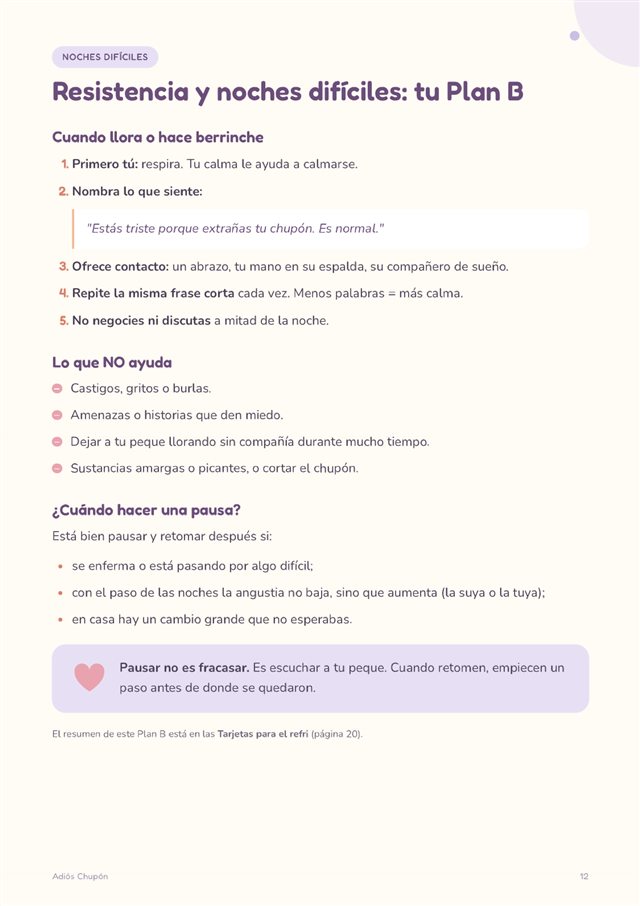 NOCHES DIFÍCILES
Resistencia y noches difíciles: tu Plan B
Cuando llora o hace berrinche
1. Primero tú: respira. Tu calma le ayuda a calmarse.
2. Nombra lo que siente:
"Estás triste porque extrañas tu chupón. Es normal."
3. Ofrece contacto: un abrazo, tu mano en su espalda, su compañero de sueño.
4. Repite la misma frase corta cada vez. Menos palabras = más calma.
5. No negocies ni discutas a mitad de la noche.
Lo que NO ayuda
Castigos, gritos o burlas.
Amenazas o historias que den miedo.
Dejar a tu peque llorando sin compañía durante mucho tiempo.
Sustancias amargas o picantes, o cortar el chupón.
¿Cuándo hacer una pausa?
Está bien pausar y retomar después si:
• se enferma o está pasando por algo difícil;
• con el paso de las noches la angustia no baja, sino que aumenta (la suya o la tuya);
• en casa hay un cambio grande que no esperabas.
Pausar no es fracasar. Es escuchar a tu peque. Cuando retomen, empiecen un
paso antes de donde se quedaron.
El resumen de este Plan B está en las Tarjetas para el refri (página 20).
Adiós Chupón
12